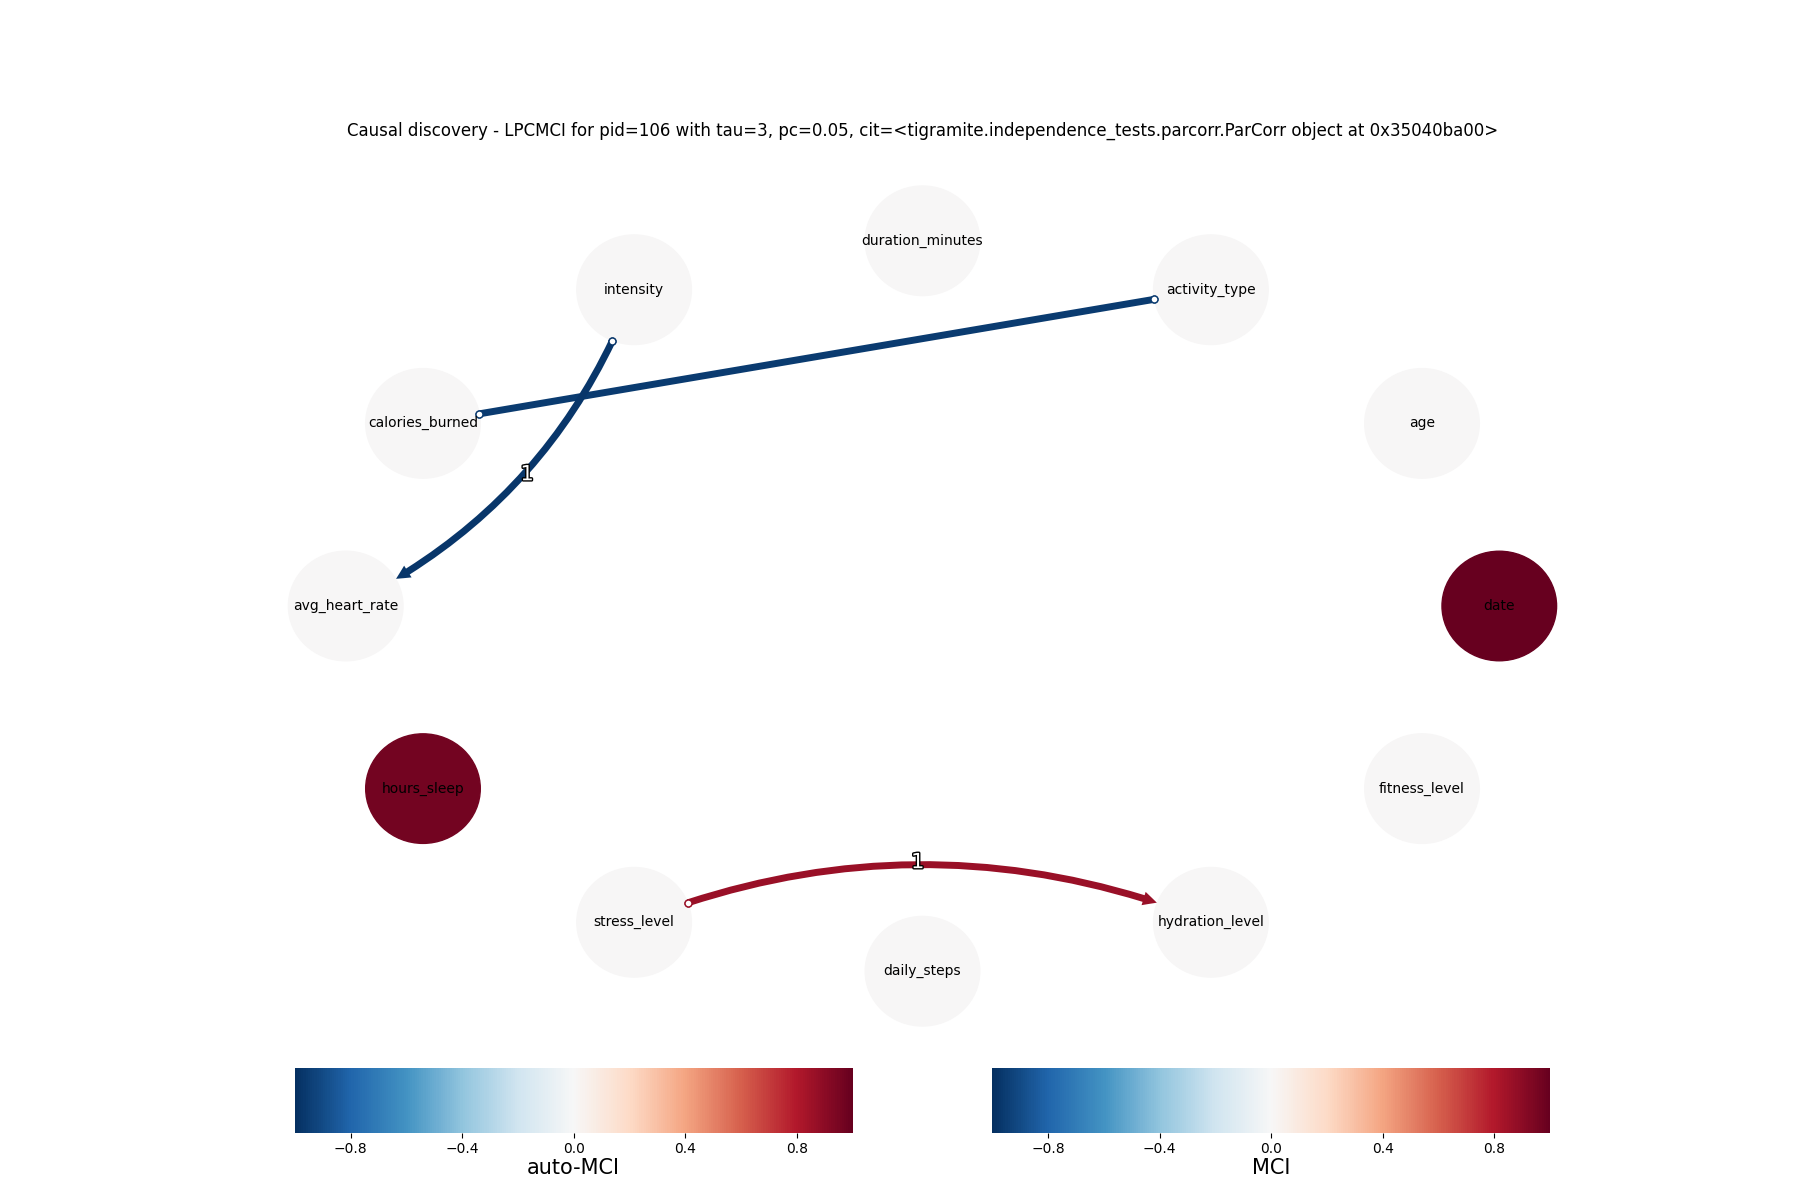 Causal discovery - LPCMCI for pid=106 with tau=3, pc=0.05, cit=<tigramite.independence_tests.parcorr.ParCorr object at 0x35040ba00>
duration_minutes
intensity
activity_type
calories_burned
age
1
avg_heart_rate
date
hours_sleep
fitness_level
1
stress_level
hydration_level
daily_steps
−0.8 −0.4 0.0 0.4 0.8
auto-MCI
−0.8 −0.4 0.0 0.4 0.8
MCI